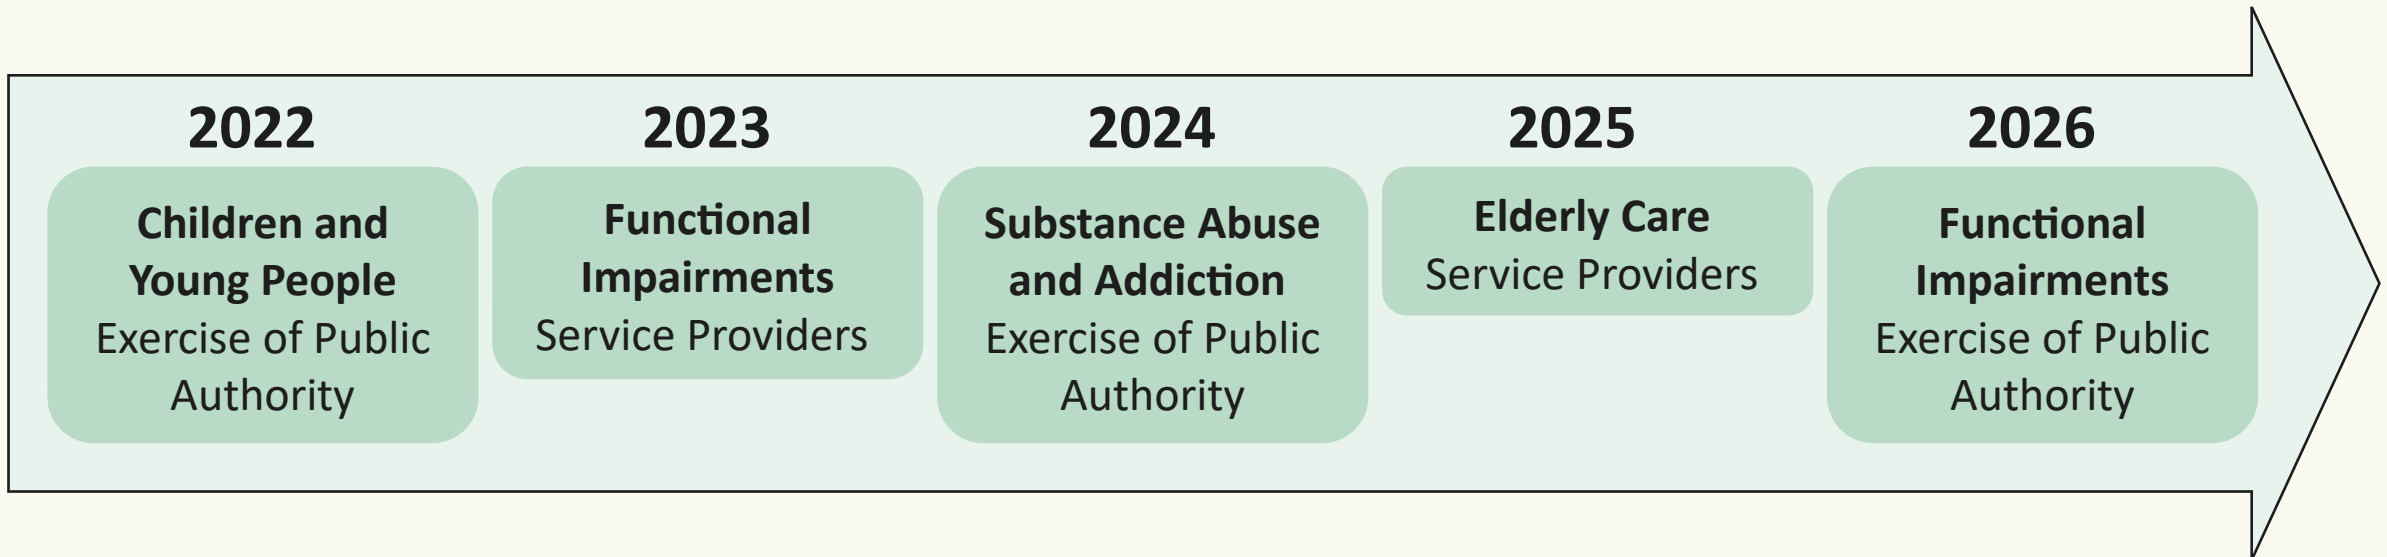 2022
Children and
Young People
Exercise of Public
Authority
2023
Functional
Impairments
Service Providers
2024
Substance Abuse
and Addiction
Exercise of Public
Authority
2025
Elderly Care
Service Providers
2026
Functional
Impairments
Exercise of Public
Authority